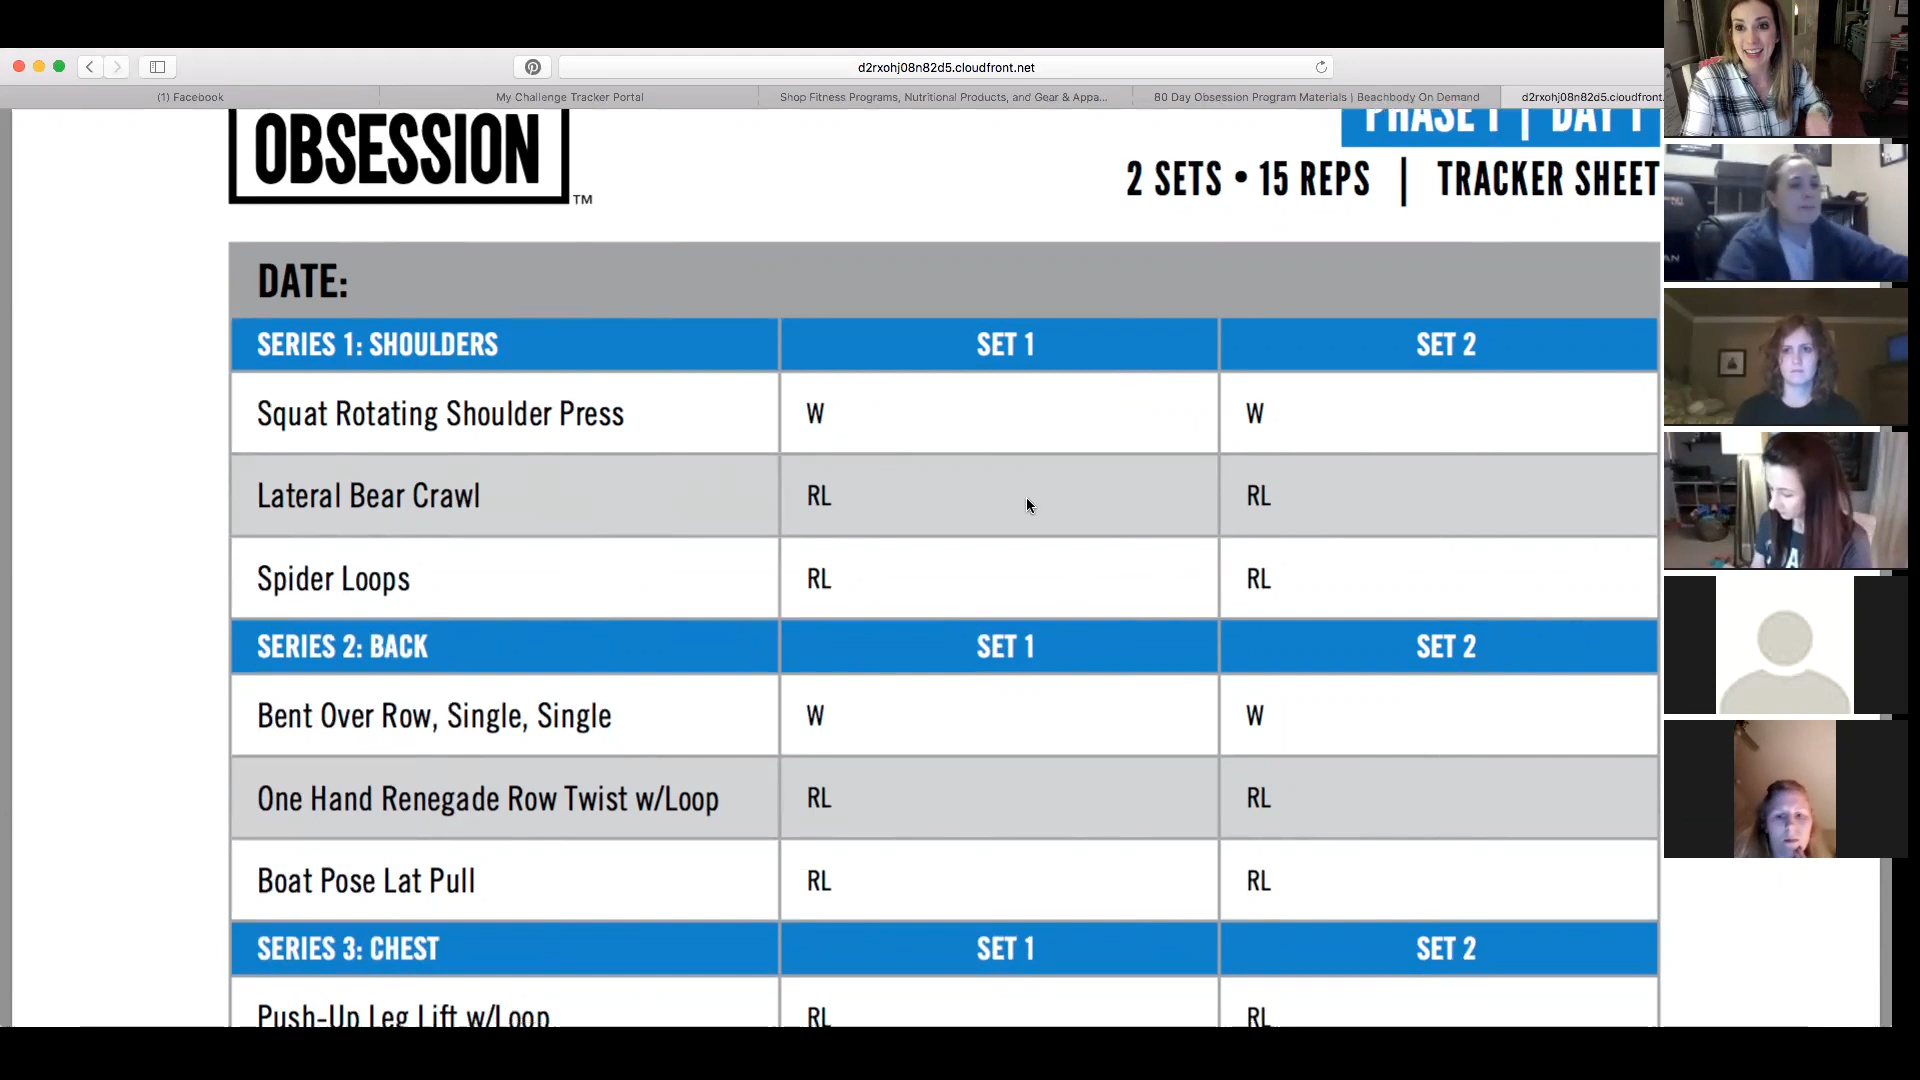 d2rxohj08n82d5.cloudfront.net
(1) Facebook
My Challenge Tracker Portal
Shop Fitness Programs, Nutritional Products, and Gear & Appa...
80 Day Obsession Program Materials | Beachbody On Demand
d2rxohj08n82d5.cloudfront.
OBSESSION
TM
PHASE 1 | DAY 1
2 SETS • 15 REPS | TRACKER SHEET
DATE:
SERIES 1: SHOULDERS SET 1 SET 2
Squat Rotating Shoulder Press W W
Lateral Bear Crawl RL RL
Spider Loops RL RL
SERIES 2: BACK SET 1 SET 2
Bent Over Row, Single, Single W W
One Hand Renegade Row Twist w/Loop RL RL
Boat Pose Lat Pull RL RL
SERIES 3: CHEST SET 1 SET 2
Push-Up Leg Lift w/Loop RL RL